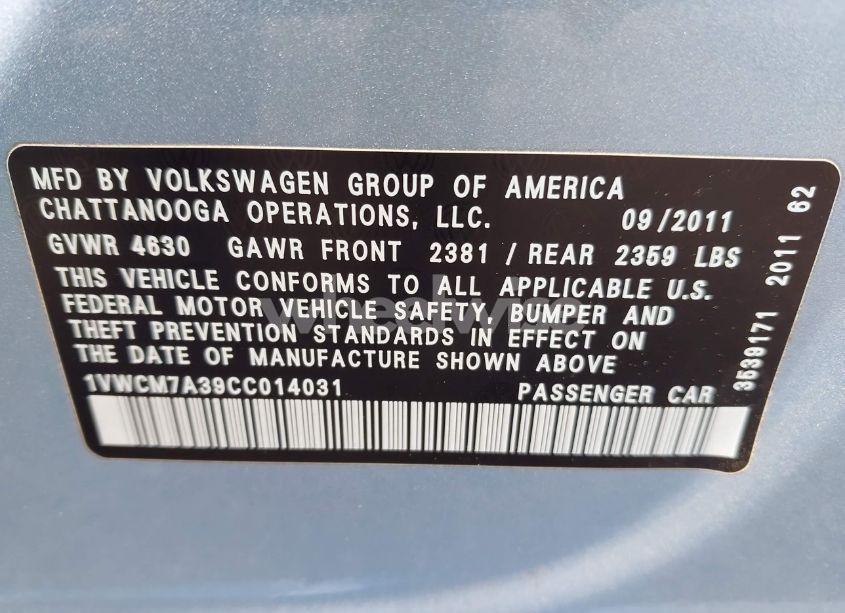 MFD BY VOLKSWAGEN GROUP OF AMERICA
CHATTANOOGA OPERATIONS, LLC. 09/2011
GVWR 4630 GAWR FRONT 2381 / REAR 2359 LBS
THIS VEHICLE CONFORMS TO ALL APPLICABLE U.S.
FEDERAL MOTOR VEHICLE SAFETY, BUMPER AND
THEFT PREVENTION STANDARDS IN EFFECT ON
THE DATE OF MANUFACTURE SHOWN ABOVE
1VWCM7A39CC014031 PASSENGER CAR
3539171 2011 62